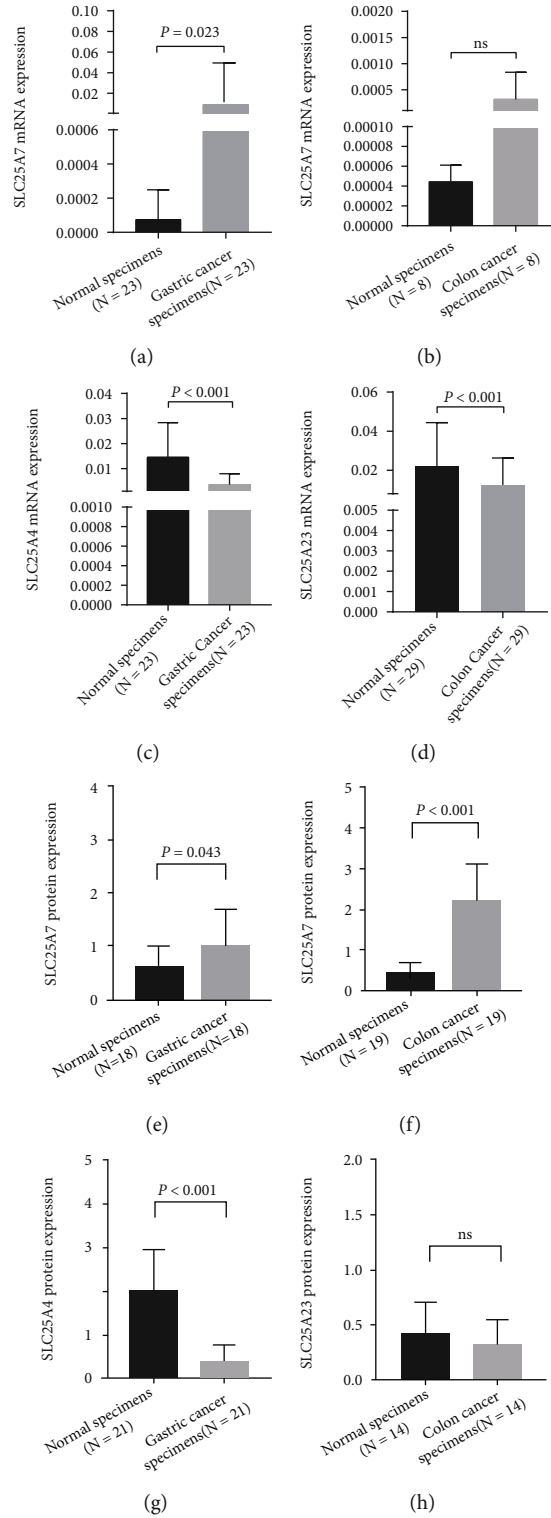 SLC25A7 mRNA expression
0.10
0.08
0.06
0.04
0.02
0.0006
0.0004
0.0002
0.0000
P = 0.023
Normal specimens
(N = 23)
Gastric cancer
specimens(N = 23)
(a)
SLC25A7 mRNA expression
0.0020
0.0015
0.0010
0.0005
0.00010
0.00008
0.00006
0.00004
0.00002
0.00000
ns
Normal specimens
(N = 8)
Colon cancer
specimens(N = 8)
(b)
SLC25A4 mRNA expression
0.04
0.03
0.02
0.01
0.0010
0.0008
0.0006
0.0004
0.0002
0.0000
P < 0.001
Normal specimens
(N = 23)
Gastric Cancer
specimens(N = 23)
(c)
SLC25A23 mRNA expression
0.06
0.04
0.02
0.005
0.004
0.003
0.002
0.001
0.000
P < 0.001
Normal specimens
(N = 29)
Colon Cancer
specimens(N = 29)
(d)
SLC25A7 protein expression
4
3
2
1
0
P = 0.043
Normal specimens
(N=18)
Gastric cancer
specimens(N=18)
(e)
SLC25A7 protein expression
5
4
3
2
1
0
P < 0.001
Normal specimens
(N = 19)
Colon cancer
specimens(N = 19)
(f)
SLC25A4 protein expression
5
4
3
1
0
P < 0.001
Normal specimens
(N = 21)
Gastric cancer
specimens(N = 21)
(g)
SLC25A23 protein expression
2.0
1.5
1.0
0.5
0.0
ns
Normal specimens
(N = 14)
Colon cancer
specimens(N = 14)
(h)